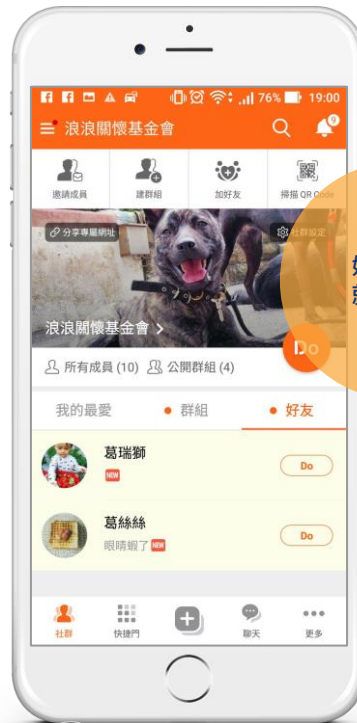 76% 19:00
浪浪關懷基金會
9
邀請成員 建群組 加好友 掃描 QR Code
分享專屬網址 社群設定
浪浪關懷基金會 >
Do
所有成員 (10) 公開群組 (4)
我的最愛 群組 好友
葛瑞獅
NEW
Do
葛絲絲
眼睛蝦了 NEW
Do
社群 快捷門 聊天 更多